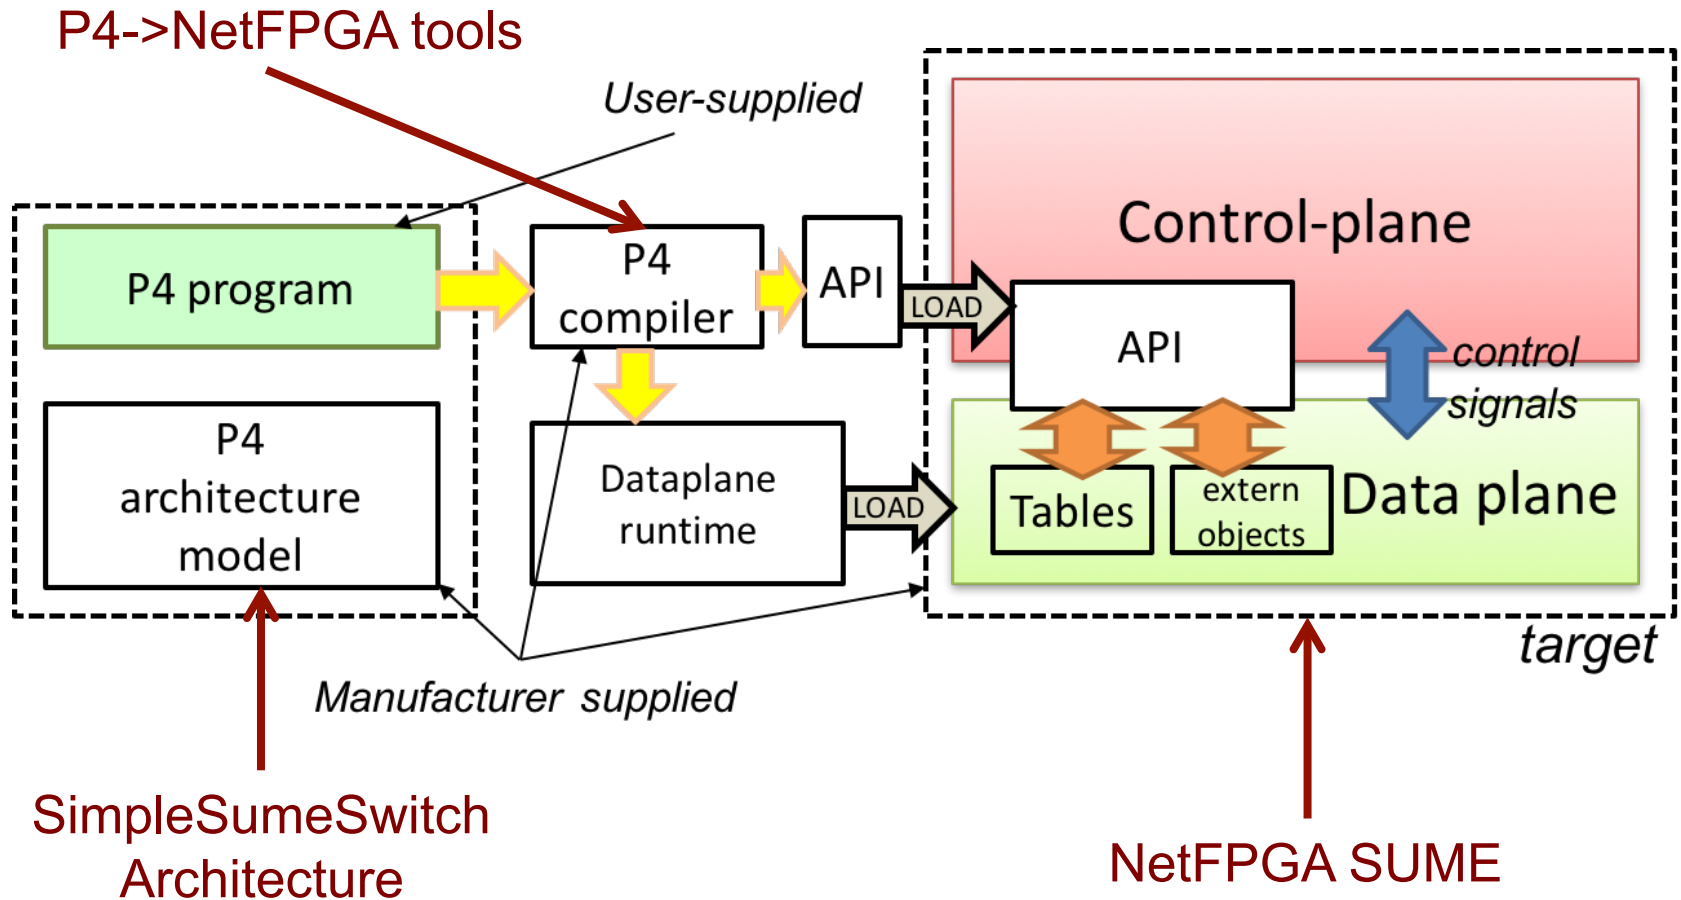 P4->NetFPGA tools
User-supplied
P4 program
P4
compiler
API
LOAD
Control-plane
API
control
signals
P4
architecture
model
Dataplane
runtime
LOAD
Tables
extern
objects
Data plane
target
Manufacturer supplied
SimpleSumeSwitch
Architecture
NetFPGA SUME